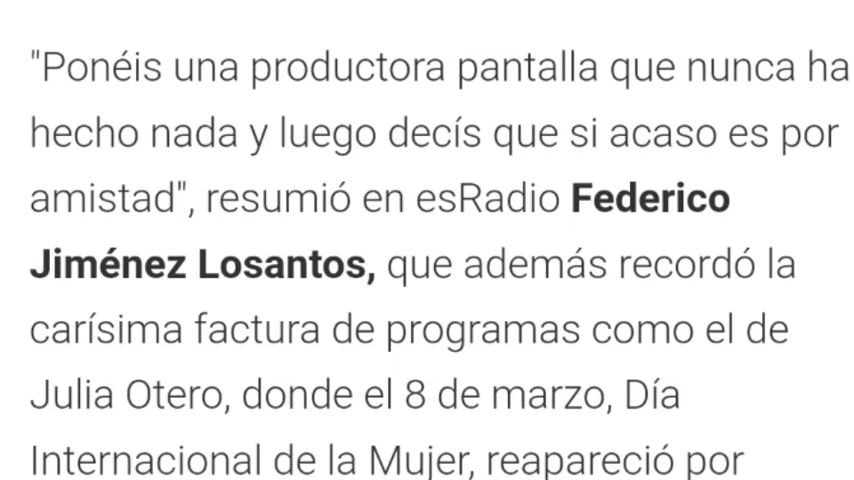 "Ponéis una productora pantalla que nunca ha
hecho nada y luego decís que si acaso es por
amistad", resumió en esRadio Federico
Jiménez Losantos, que además recordó la
carísima factura de programas como el de
Julia Otero, donde el 8 de marzo, Día
Internacional de la Mujer, reapareció por